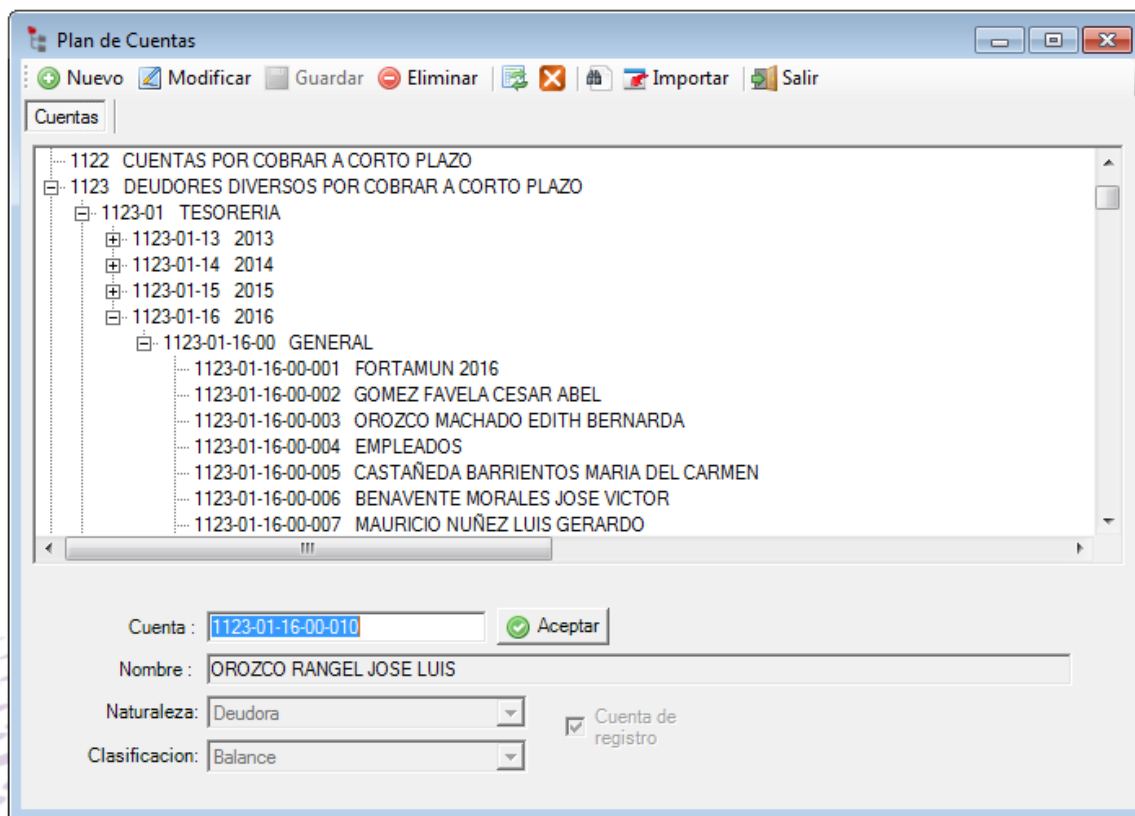 Plan de Cuentas
Nuevo Modificar Guardar Eliminar Importar Salir
Cuentas
1122 CUENTAS POR COBRAR A CORTO PLAZO
1123 DEUDORES DIVERSOS POR COBRAR A CORTO PLAZO
1123-01 TESORERIA
1123-01-13 2013
1123-01-14 2014
1123-01-15 2015
1123-01-16 2016
1123-01-16-00 GENERAL
1123-01-16-00-001 FORTAMUN 2016
1123-01-16-00-002 GOMEZ FAVELA CESAR ABEL
1123-01-16-00-003 OROZCO MACHADO EDITH BERNARDA
1123-01-16-00-004 EMPLEADOS
1123-01-16-00-005 CASTAÑEDA BARRIENTOS MARIA DEL CARMEN
1123-01-16-00-006 BENAVENTE MORALES JOSE VICTOR
1123-01-16-00-007 MAURICIO NUÑEZ LUIS GERARDO
Cuenta : 1123-01-16-00-010 Aceptar
Nombre : OROZCO RANGEL JOSE LUIS
Naturaleza: Deudora
Cuenta de
registro
Clasificacion: Balance